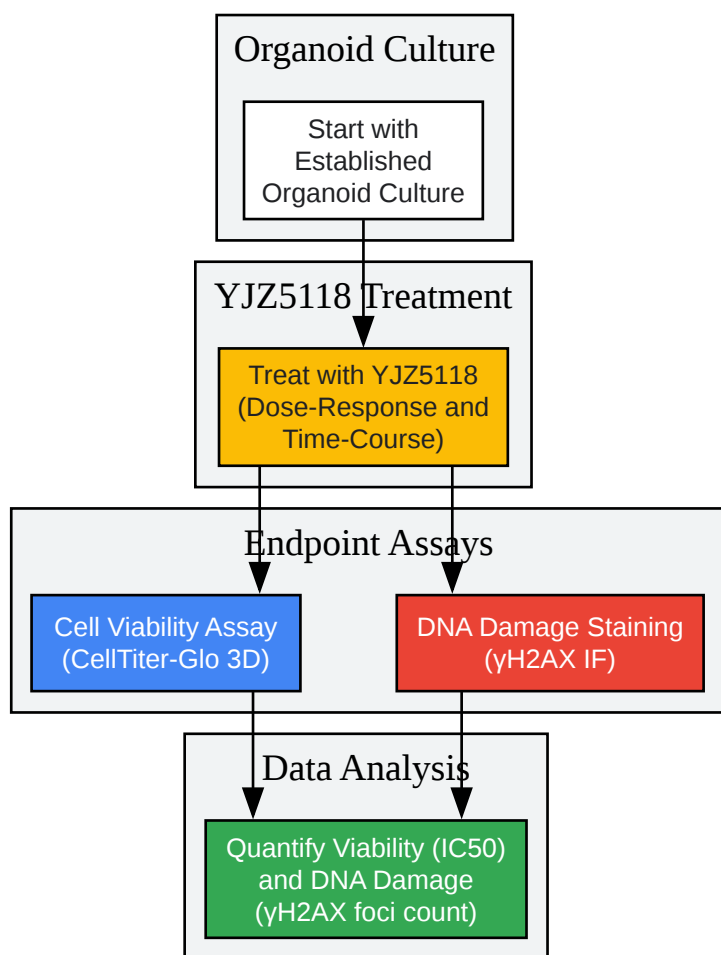 Organoid Culture
Start with
Established
Organoid Culture
YJZ5118 Treatment
Treat with YJZ5118
(Dose-Response and
Time-Course)
Endpoint Assays
Cell Viability Assay
(CellTiter-Glo 3D)
DNA Damage Staining
(γH2AX IF)
Data Analysis
Quantify Viability (IC50)
and DNA Damage
(γH2AX foci count)